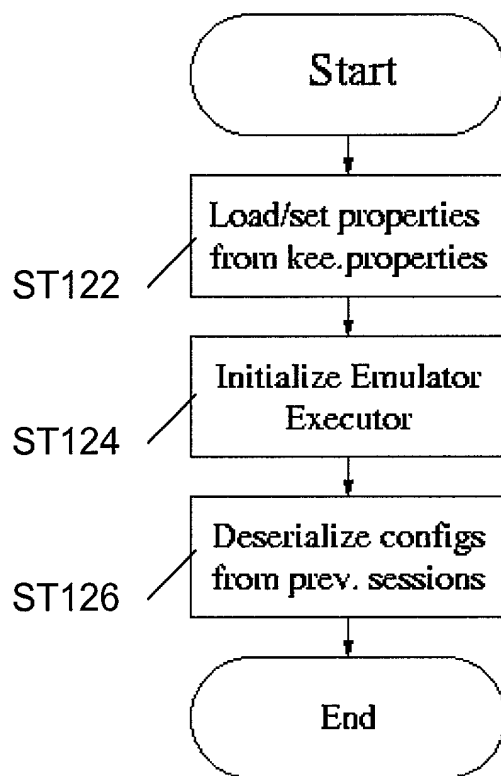 Start
Load/set properties
from kee.properties
ST122
Initialize Emulator
Executor
ST124
Deserialize configs
from prev. sessions
ST126
End